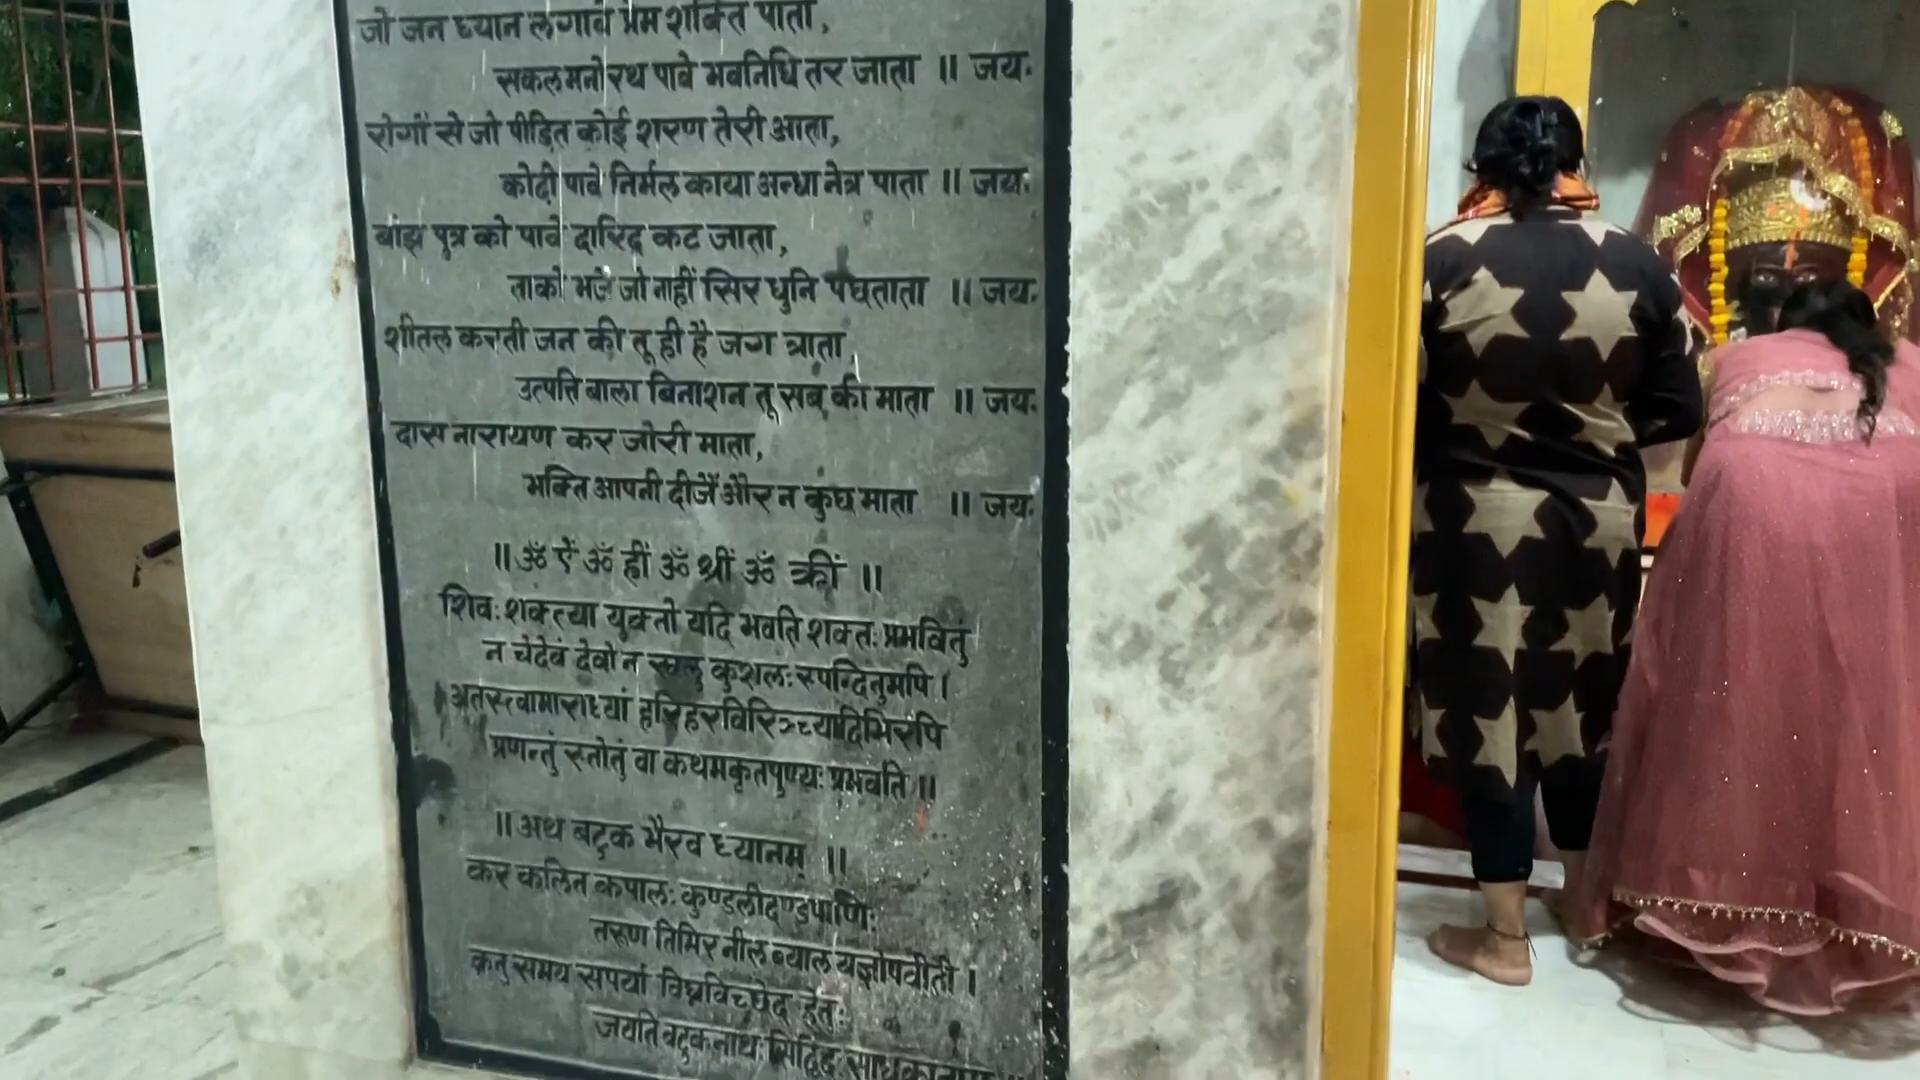 जो जन ध्यान लगावे प्रेम शक्ति पाता,
सकल मनोरथ पावे भवनिधि तर जाता ॥ जय.
रोगों से जो पीड़ित कोई शरण तेरी आता,
कोढ़ी पावे निर्मल काया अन्धा नेत्र पाता ॥ जय.
बांझ पुत्र को पावे दारिद्र कट जाता,
ताको भजे जो नाहीं सिर धुनि पछताता ॥ जय.
शीतल करती जन की तू ही है जग त्राता,
उत्पत्ति बाला बिनाशन तू सब की माता ॥ जय.
दास नारायण कर जोरी माता,
भक्ति आपनी दीजैं और न कुछ माता ॥ जय.
॥ ॐ ऐं ॐ ह्रीं ॐ श्रीं ॐ क्रीं ॥
शिवः शक्त्या युक्तो यदि भवति शक्तः प्रभवितुं
न चेदेवं देवो न खलु कुशलः स्पन्दितुमपि ।
अतस्त्वामाराध्यां हरिहरविरिञ्च्यादिभिरपि
प्रणन्तुं स्तोतुं वा कथमकृतपुण्यः प्रभवति ॥
॥ अथ बटुक भैरव ध्यानम् ॥
कर कलित कपालः कुण्डलीदण्डपाणिः
तरूण तिमिर नील ब्याल यज्ञोपवीती ।
क्रतु समय सपर्या विघ्नविच्छेद हेतुः
जयति बटुकनाथः सिद्धिदः साधकानाम् ॥